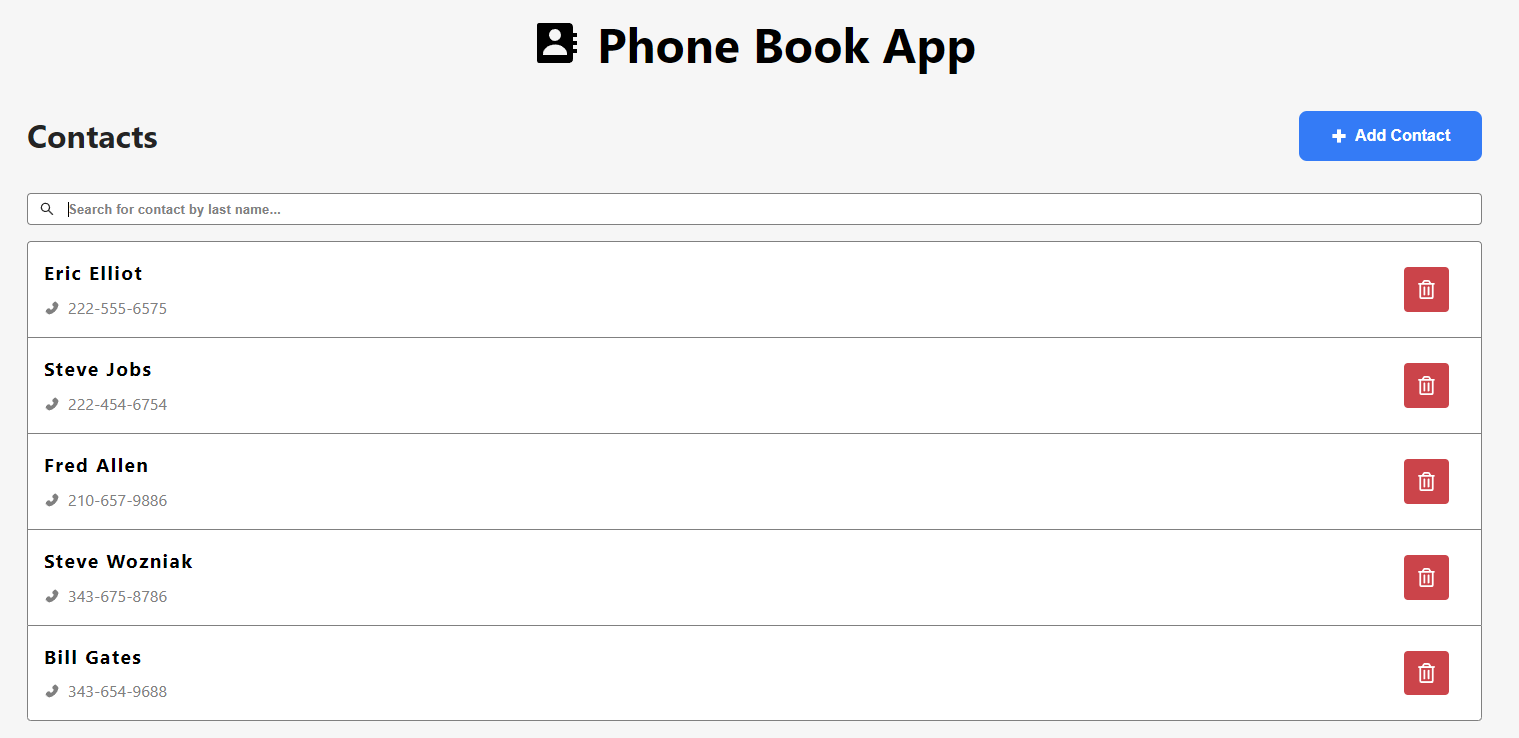 Phone Book App
Contacts
Add Contact
Search for contact by last name...
Eric Elliot
222-555-6575
Steve Jobs
222-454-6754
Fred Allen
210-657-9886
Steve Wozniak
343-675-8786
Bill Gates
343-654-9688